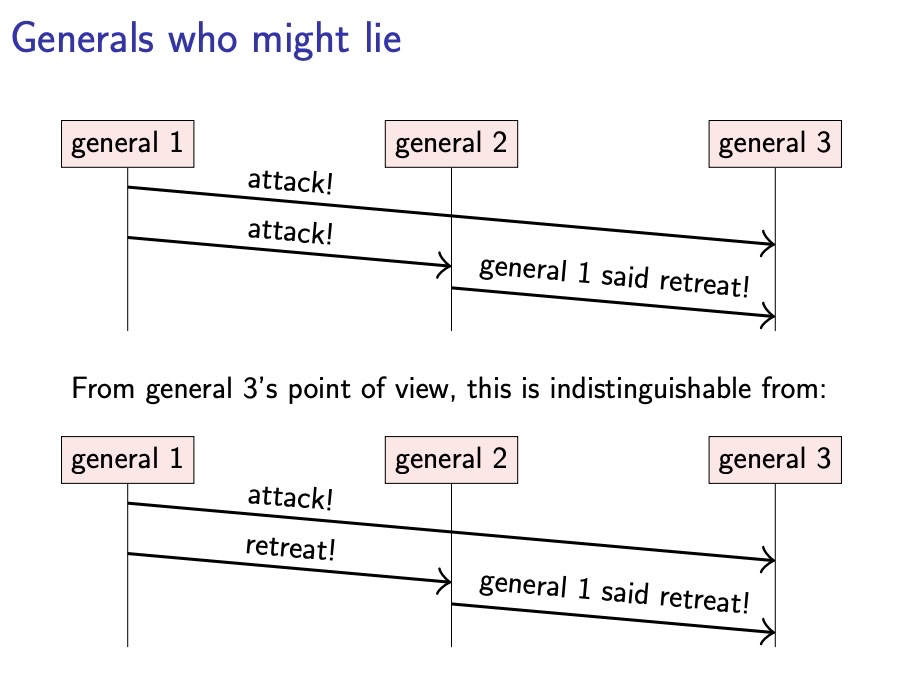 Generals who might lie
general 1
general 2
general 3
attack!
attack!
general 1 said retreat!
From general 3's point of view, this is indistinguishable from:
general 1
general 2
general 3
attack!
retreat!
general 1 said retreat!